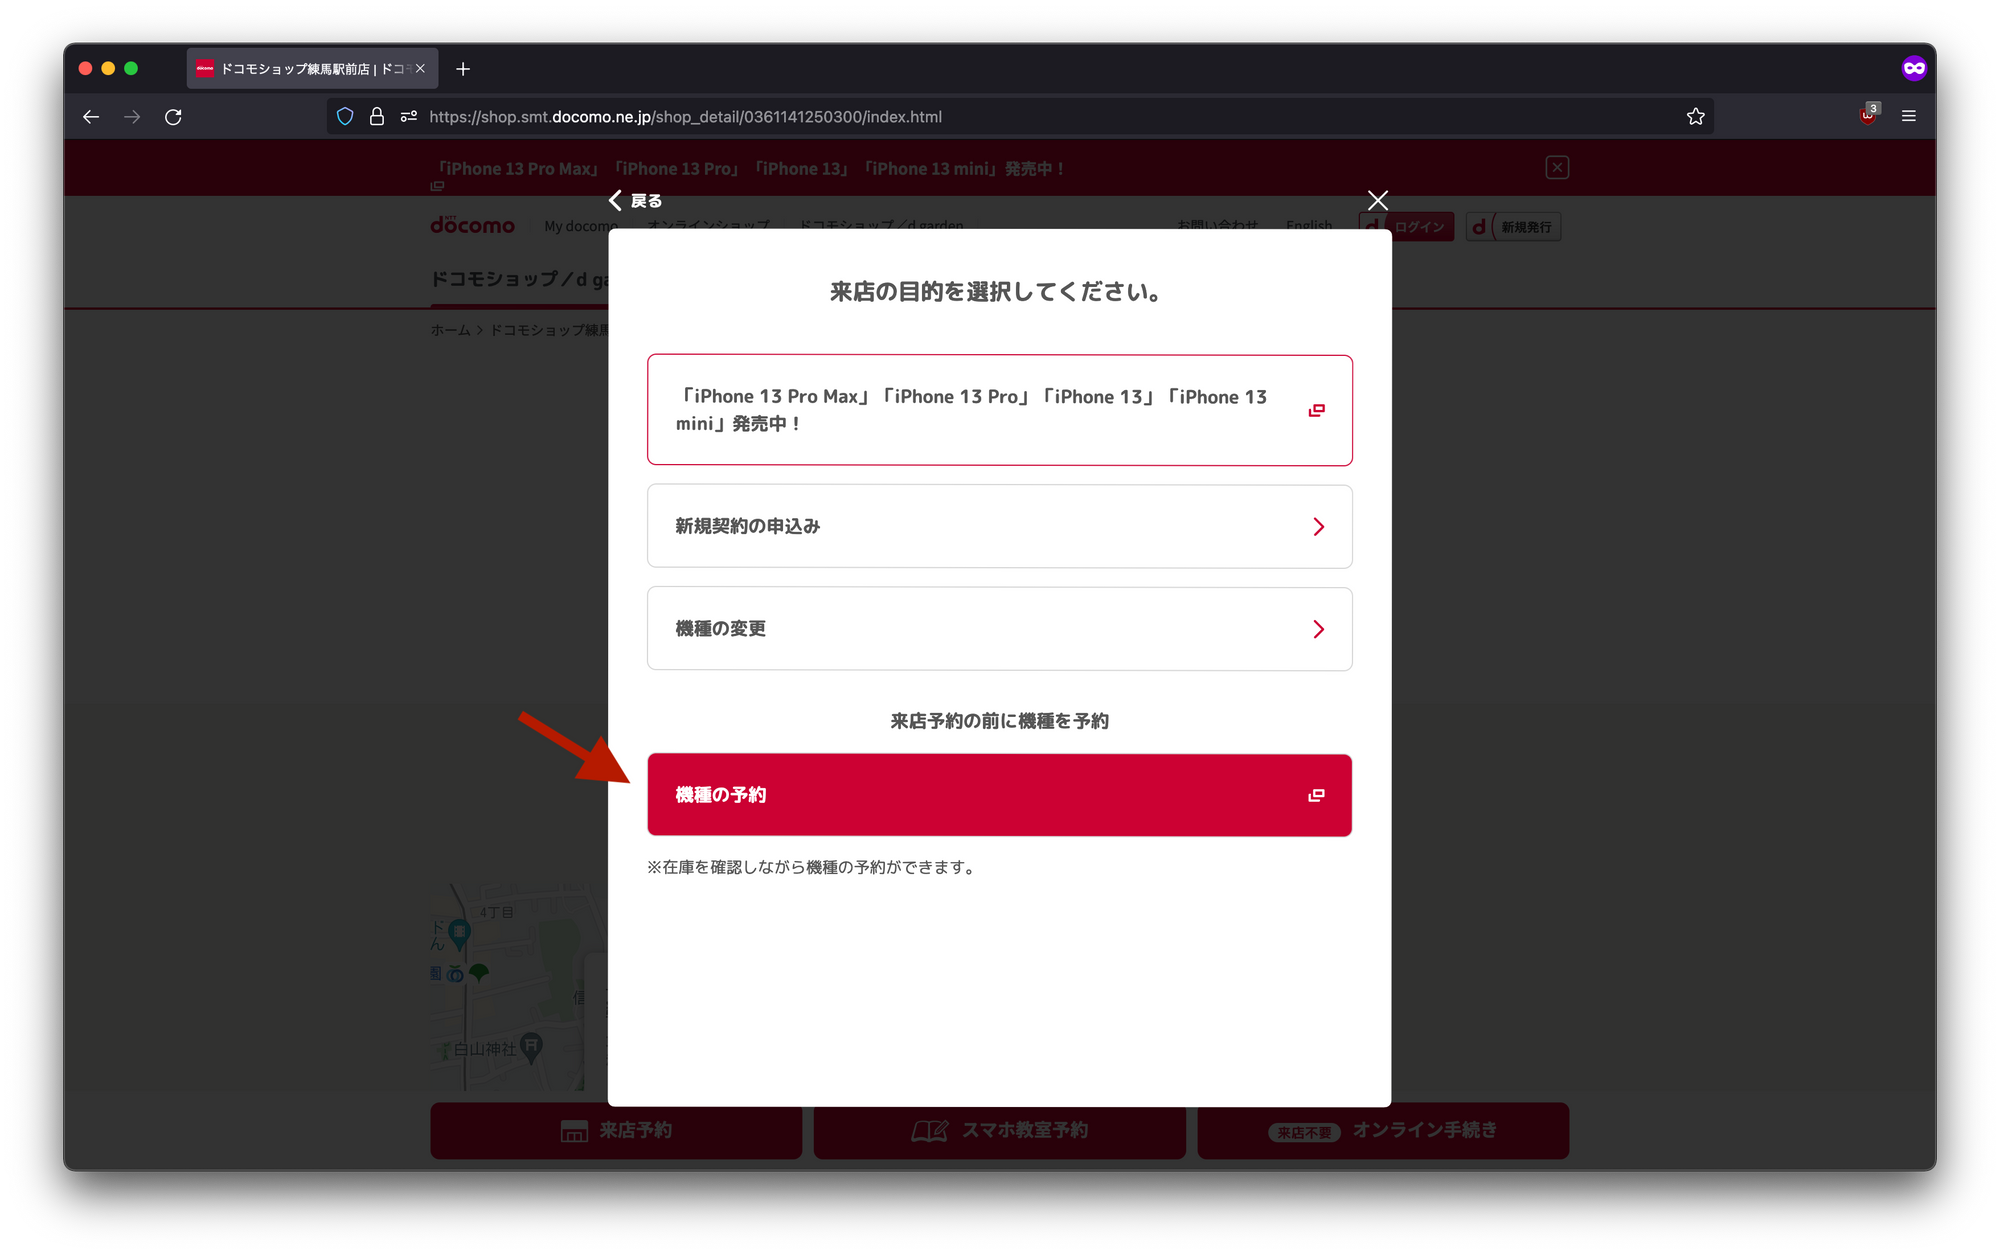 ドコモショップ練馬駅前店 | ドコ
https://shop.smt.docomo.ne.jp/shop_detail/0361141250300/index.html
3
「iPhone 13 Pro Max」「iPhone 13 Pro」「iPhone 13」「iPhone 13 mini」発売中！
戻る
NTT docomo My docomo オンラインショップ ドコモショップ／d garden お問い合わせ English d ログイン d 新規発行
ドコモショップ／d ga
ホーム > ドコモショップ練馬
来店の目的を選択してください。
「iPhone 13 Pro Max」「iPhone 13 Pro」「iPhone 13」「iPhone 13
mini」発売中！
新規契約の申込み
機種の変更
来店予約の前に機種を予約
機種の予約
※在庫を確認しながら機種の予約ができます。
4丁目
ド
ん
園
信
白山神社
来店予約
スマホ教室予約
来店不要 オンライン手続き